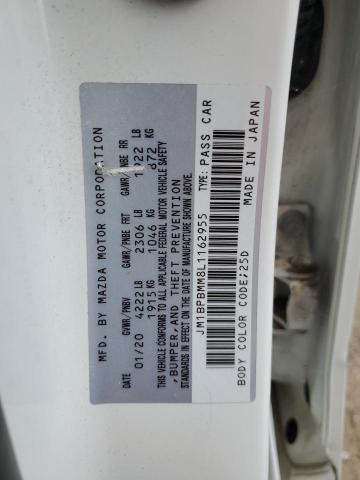 MFD. BY MAZDA MOTOR CORPORATION
DATE GVWR/PNBV GAWR/PNBE FRT GAWR/PNBE RR
01/20 4222 LB 2306 LB 1922 LB
1915 KG 1046 KG 872 KG
THIS VEHICLE CONFORMS TO ALL APPLICABLE FEDERAL MOTOR VEHICLE SAFETY
,BUMPER,AND THEFT PREVENTION
STANDARDS IN EFFECT ON THE DATE OF MANUFACTURE SHOWN ABOVE.
JM1BPBMM8L1162955 TYPE: PASS CAR
BODY COLOR CODE;25D MADE IN JAPAN